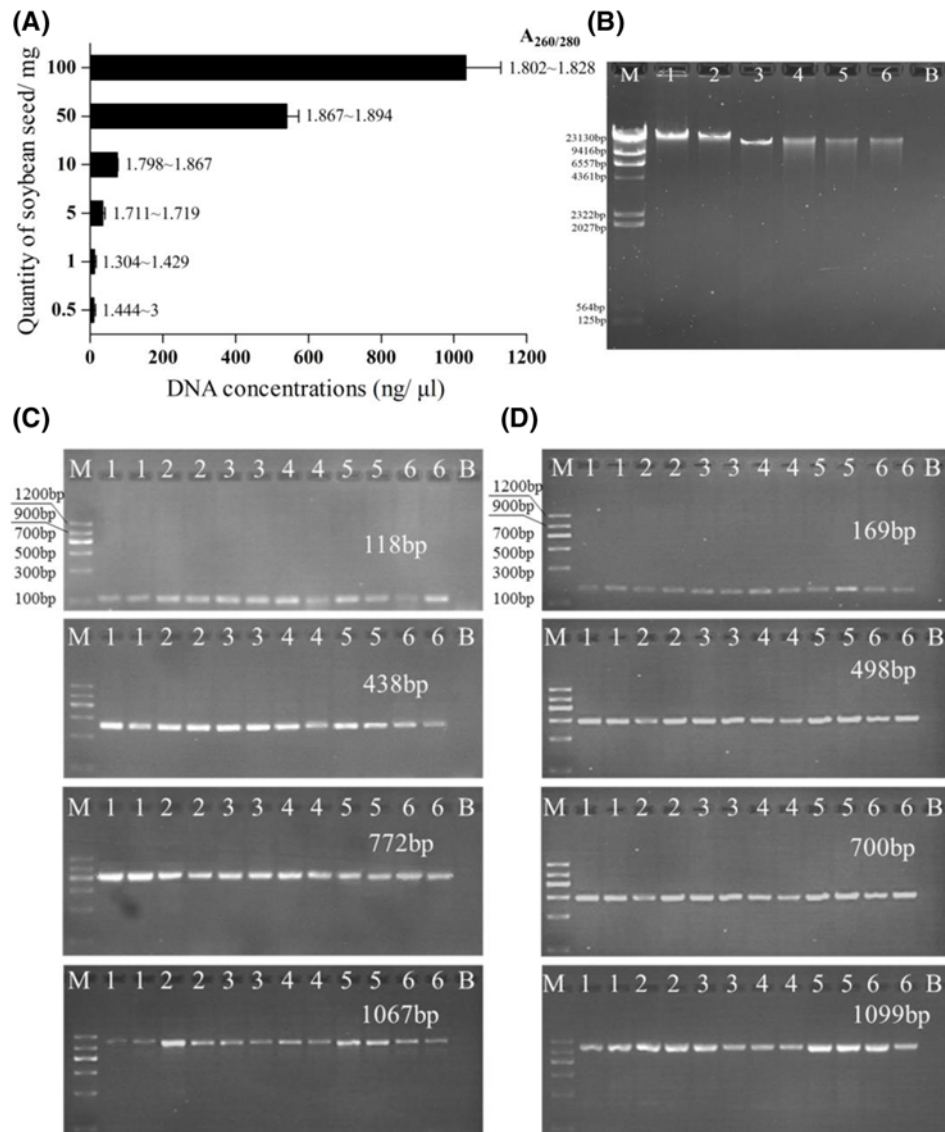 (A)
A260/280
Quantity of soybean seed/ mg
100
1.802~1.828
50
1.867~1.894
10
1.798~1.867
5
1.711~1.719
1
1.304~1.429
0.5
1.444~3
0 200 400 600 800 1000 1200
DNA concentrations (ng/ μl)
(B)
M 1 2 3 4 5 6 B
23130bp
9416bp
6557bp
4361bp
2322bp
2027bp
564bp
125bp
(C)
M 1 1 2 2 3 3 4 4 5 5 6 6 B
1200bp
900bp
700bp
500bp
300bp
100bp
118bp
M 1 1 2 2 3 3 4 4 5 5 6 6 B
438bp
M 1 1 2 2 3 3 4 4 5 5 6 6 B
772bp
M 1 1 2 2 3 3 4 4 5 5 6 6 B
1067bp
(D)
M 1 1 2 2 3 3 4 4 5 5 6 6 B
1200bp
900bp
700bp
500bp
300bp
100bp
169bp
M 1 1 2 2 3 3 4 4 5 5 6 6 B
498bp
M 1 1 2 2 3 3 4 4 5 5 6 6 B
700bp
M 1 1 2 2 3 3 4 4 5 5 6 6 B
1099bp